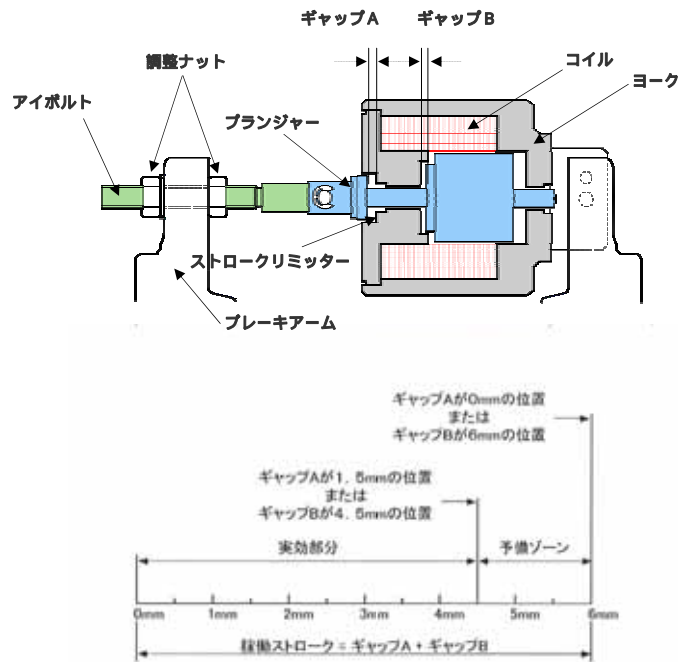 ギャップA ギャップB
調整ナット
コイル
ヨーク
アイボルト
プランジャー
ストロークリミッター
ブレーキアーム
ギャップAが0mmの位置
または
ギャップBが6mmの位置
ギャップAが1.5mmの位置
または
ギャップBが4.5mmの位置
実効部分 予備ゾーン
0mm 1mm 2mm 3mm 4mm 5mm 6mm
稼働ストローク = ギャップA + ギャップB